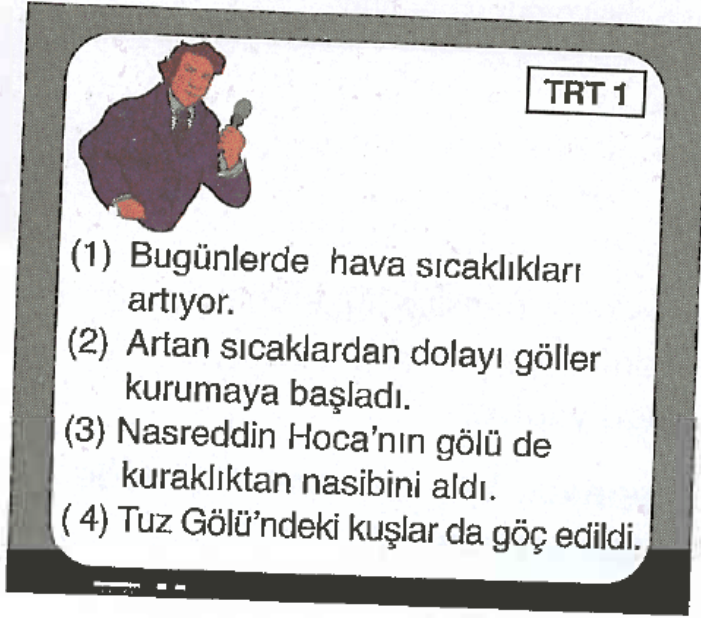 TRT 1
(1) Bugünlerde hava sıcaklıkları
artıyor.
(2) Artan sıcaklardan dolayı göller
kurumaya başladı.
(3) Nasreddin Hoca'nın gölü de
kuraklıktan nasibini aldı.
( 4) Tuz Gölü'ndeki kuşlar da göç edildi.